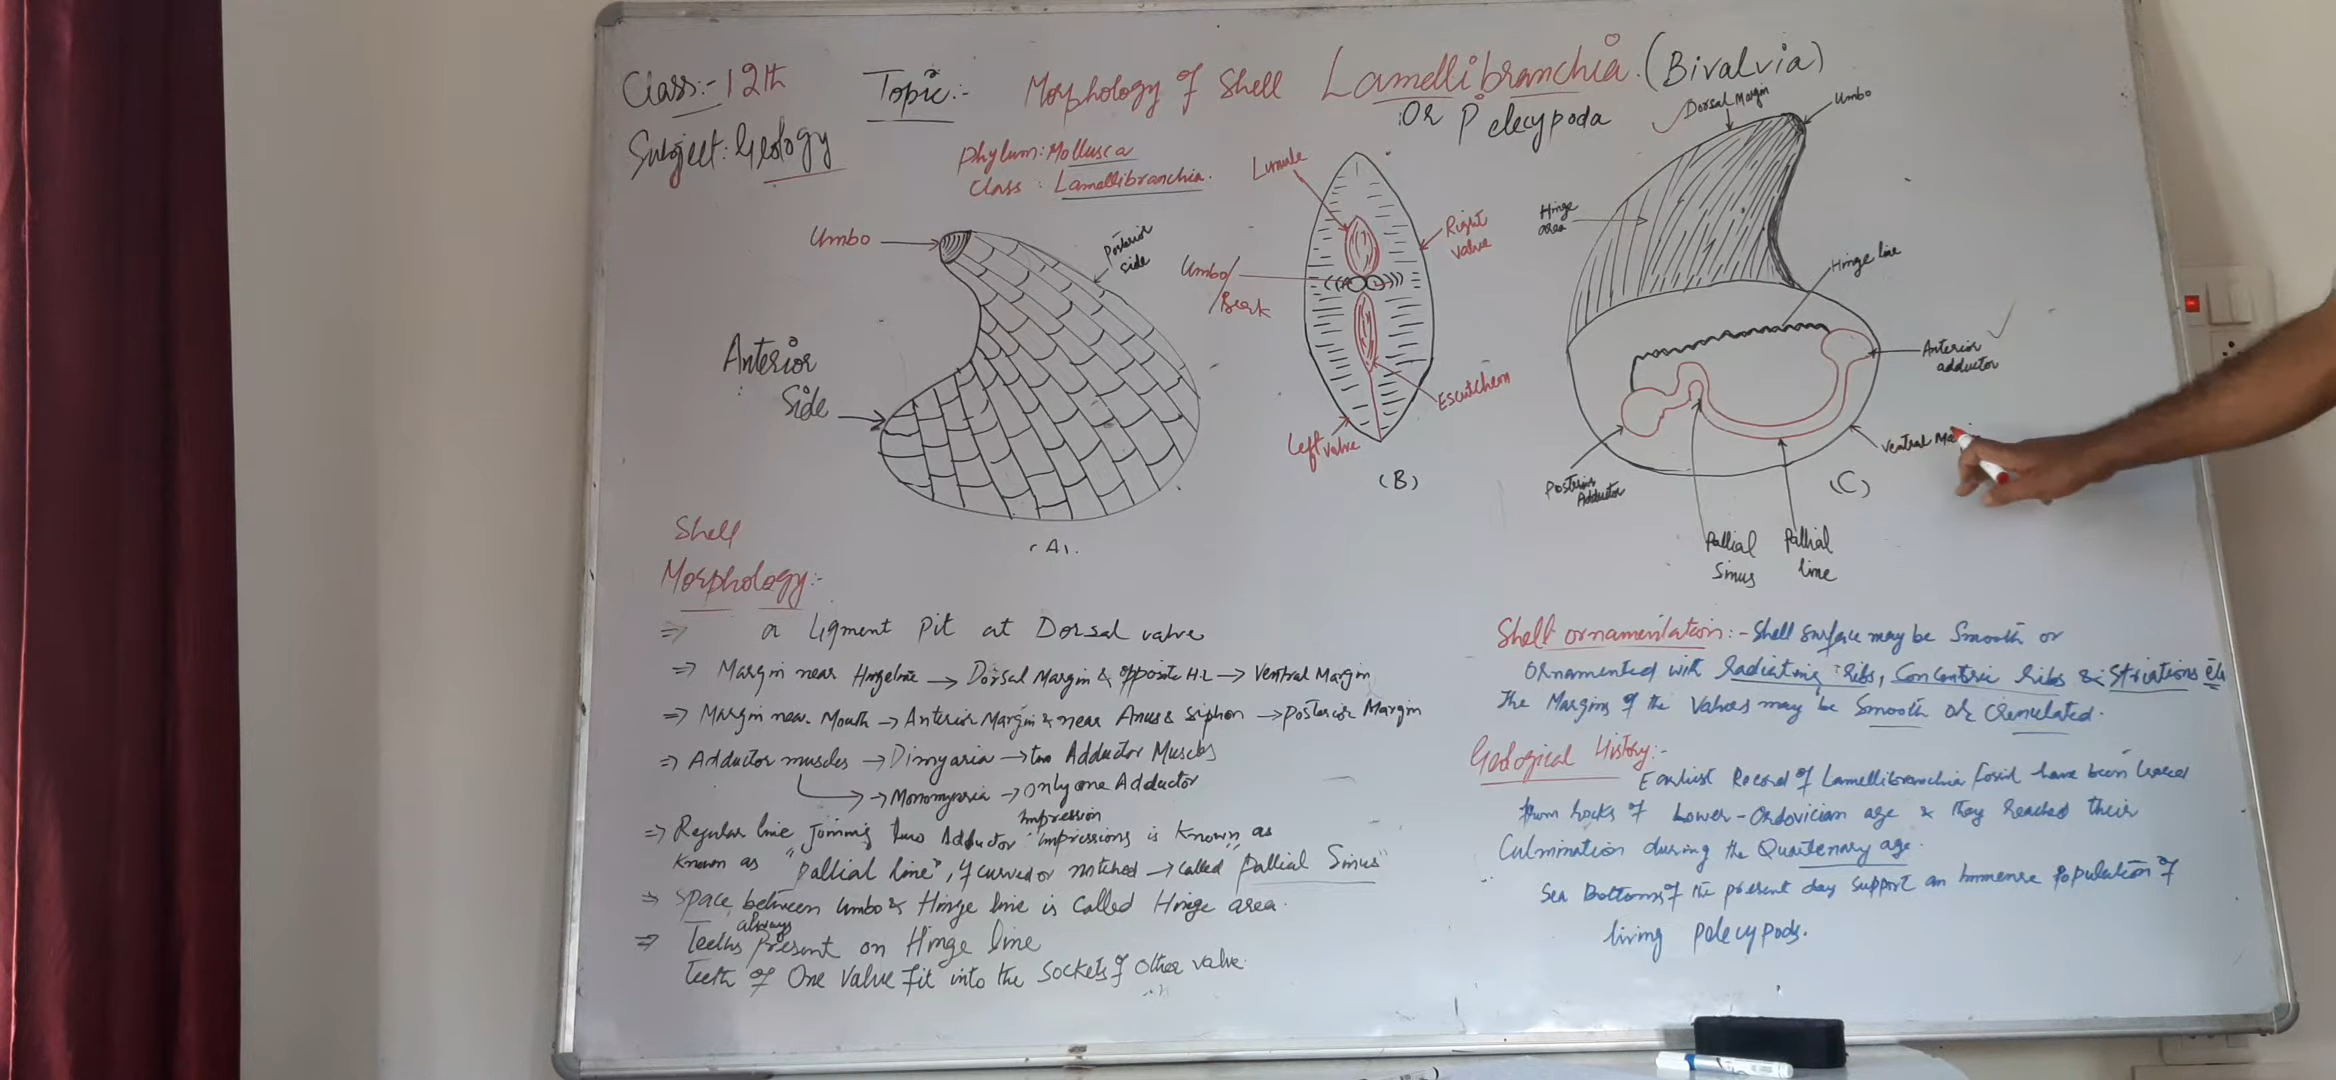 Class:- 12th
Subject: Geology
Topic:- Morphology of Shell Lamellibranchia (Bivalvia)
Or Pelecypoda
Phylum: Mollusca
Class : Lamellibranchia.
Umbo
Posterior
side
Anterior
Side
(A).
Lunule
Right
valve
Umbo/
Beak
Escutcheon
Left valve
(B)
Dorsal Margin
Umbo
Hinge
area
Hinge line
Anterior
adductor
Ventral Ma
Posterior
Adductor
(C)
Pallial
Sinus
Pallial
line
Shell
Morphology:-
⇒ a ligment Pit at Dorsal valve
⇒ Margin near Hingeline → Dorsal Margin & opposite H.L → Ventral Margin
⇒ Margin near Mouth → Anterior Margin & near Anus & Siphon → Posterior Margin
⇒ Adductor muscles → Dimyaria → two Adductor Muscles
→ Monomyaria → Only one Adductor
impression
⇒ Regular line Joining two Adductor impressions is known as
known as "Pallial line", if curved or notched → called "Pallial Sinus"
⇒ Space between Umbo & Hinge line is called Hinge area.
always
⇒ Teeths Present on Hinge line
Teeth of One Valve fit into the Sockets of Other valve.
Shell ornamentation:- Shell surface may be Smooth or
Ornamented with Radiating ribs, Concentric ribs & Striations etc
The Margins of the Valves may be Smooth or Crenulated.
Geological History:-
Earliest Record of Lamellibranchia fossil have been traced
from rocks of Lower-Ordovician age & they reached their
Culmination during the Quarternary age.
Sea Bottoms of the present day support an immense population of
living pelecypods.